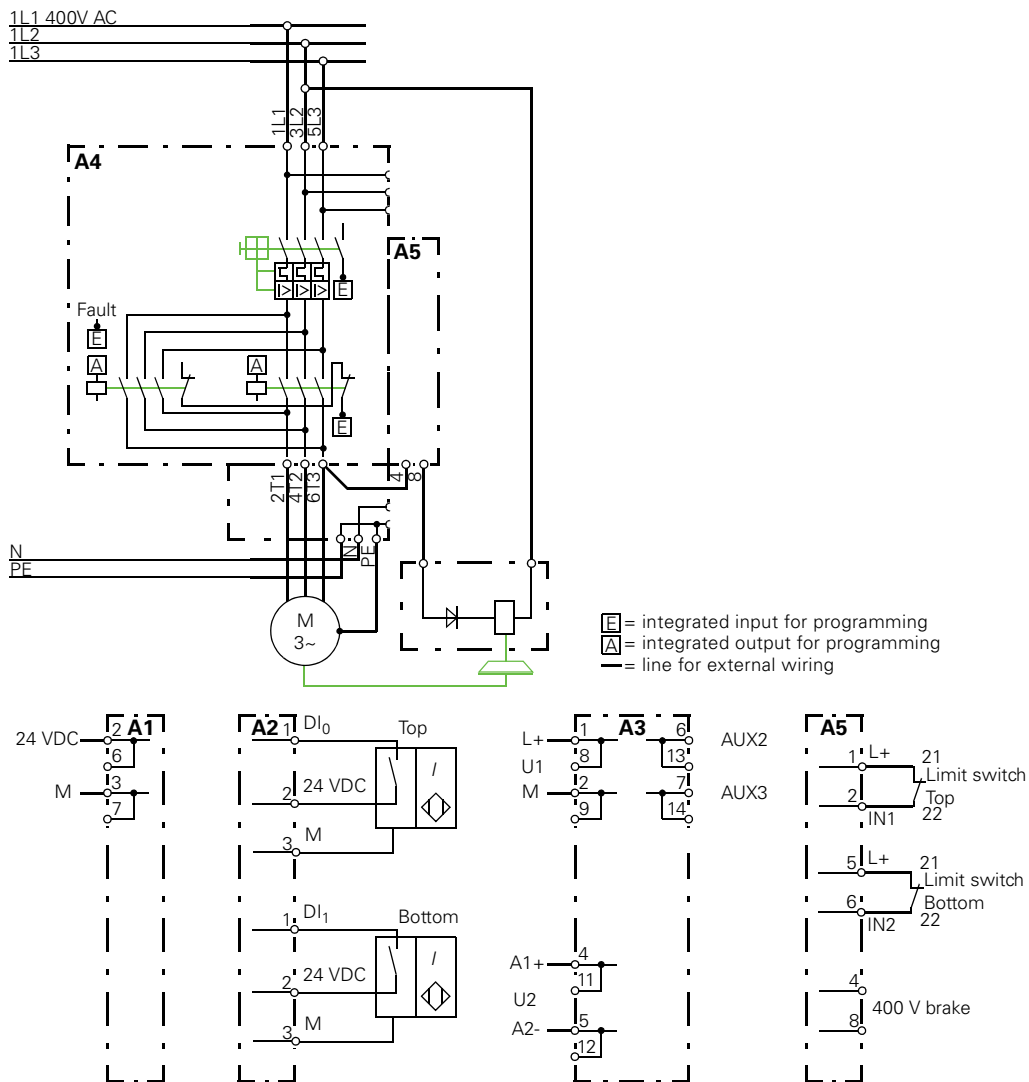 1L1 400V AC
1L2
1L3
1L1
3L2
5L3
A4
A5
E
Fault
E
A
A
E
2T1
4T2
6T3
4
8
N
PE
N
PE
M
3~
E = integrated input for programming
A = integrated output for programming
= line for external wiring
A1
24 VDC
2
6
M
3
7
A2
1 DI0
Top
I
2 24 VDC
3 M
1 DI1
Bottom
I
2 24 VDC
3 M
A3
L+ 1
U1 8
M 2
9
6 AUX2
13
7 AUX3
14
A1+ 4
11
U2
A2- 5
12
A5
1 L+ 21
Limit switch
Top
2 IN1 22
5 L+ 21
Limit switch
Bottom
6 IN2 22
4
400 V brake
8